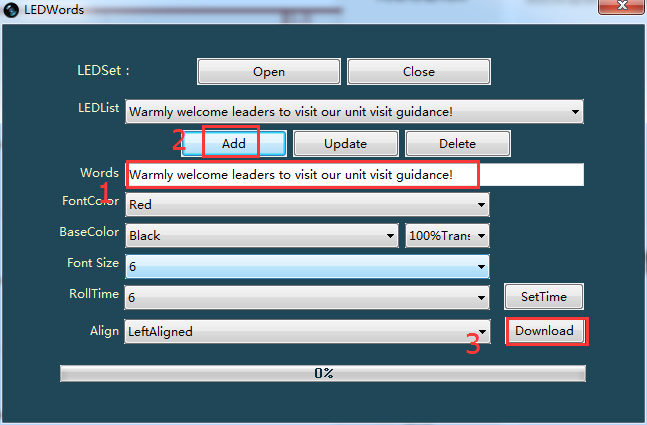 LEDWords
LEDSet : Open Close
LEDList Warmly welcome leaders to visit our unit visit guidance!
2 Add Update Delete
Words Warmly welcome leaders to visit our unit visit guidance!
1
FontColor Red
BaseColor Black 100%Trans
Font Size 6
RollTime 6 SetTime
Align LeftAligned 3 Download
0%